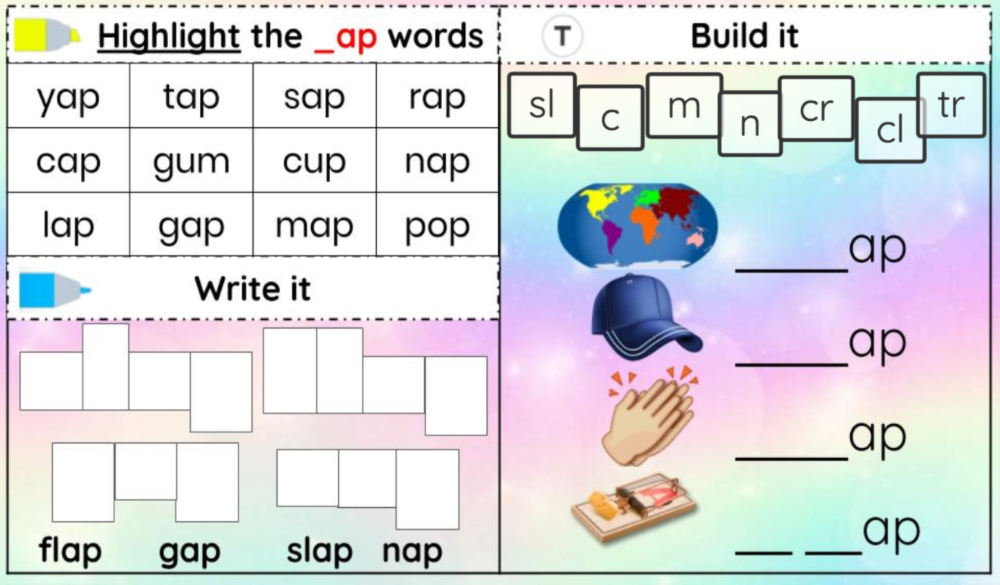 Highlight the _ap words
yap tap sap rap
cap gum cup nap
lap gap map pop
Write it
flap gap slap nap
T Build it
sl c m n cr cl tr
_____ap
_____ap
_____ap
__ __ap